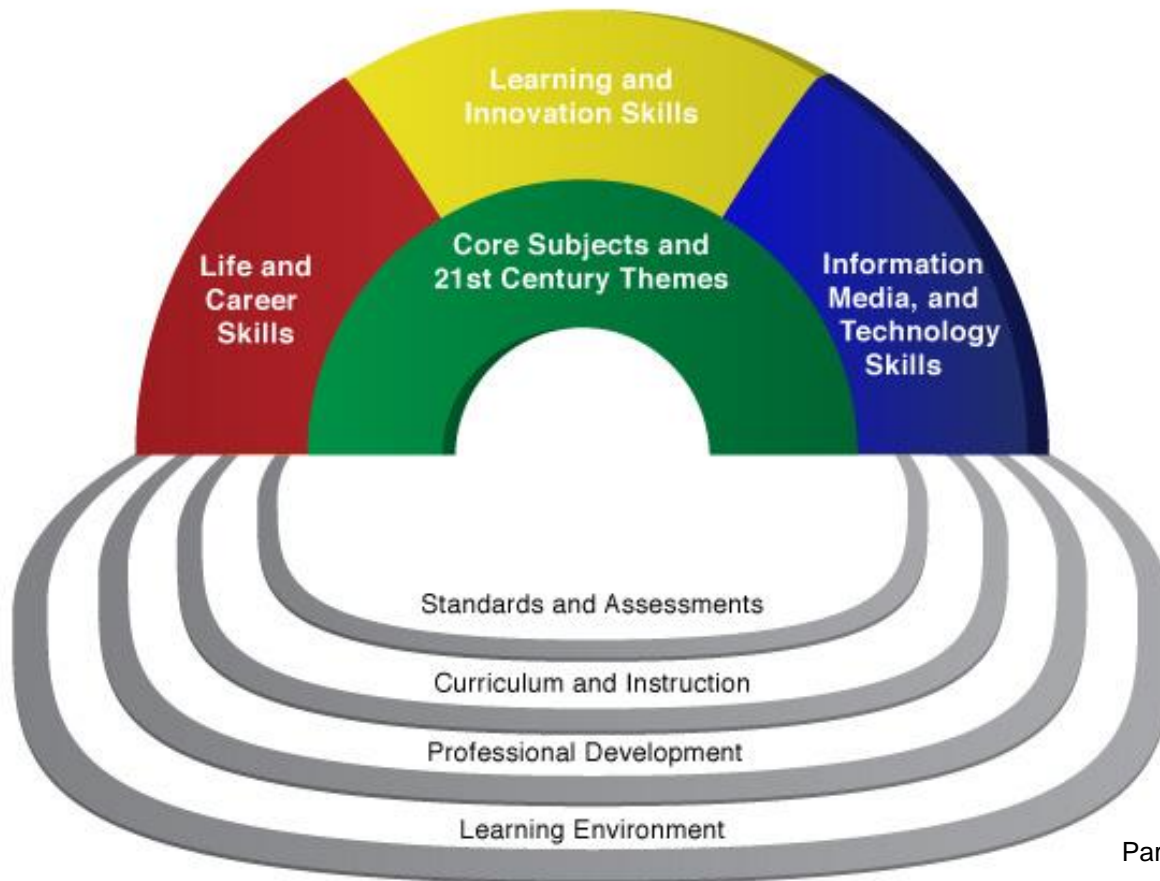 Learning and
Innovation Skills
Core Subjects and
21st Century Themes
Life and
Career
Skills
Information
Media, and
Technology
Skills
Standards and Assessments
Curriculum and Instruction
Professional Development
Learning Environment
Par